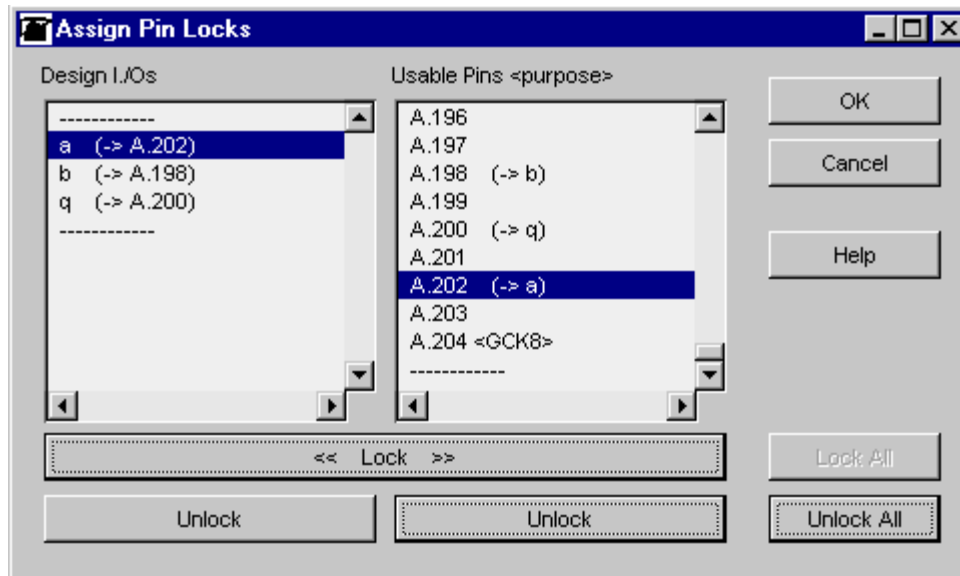 Assign Pin Locks
Design I./Os
------------
a (-> A.202)
b (-> A.198)
q (-> A.200)
------------
Usable Pins <purpose>
A.196
A.197
A.198 (-> b)
A.199
A.200 (-> q)
A.201
A.202 (-> a)
A.203
A.204 <GCK8>
------------
OK
Cancel
Help
<< Lock >>
Lock All
Unlock
Unlock
Unlock All